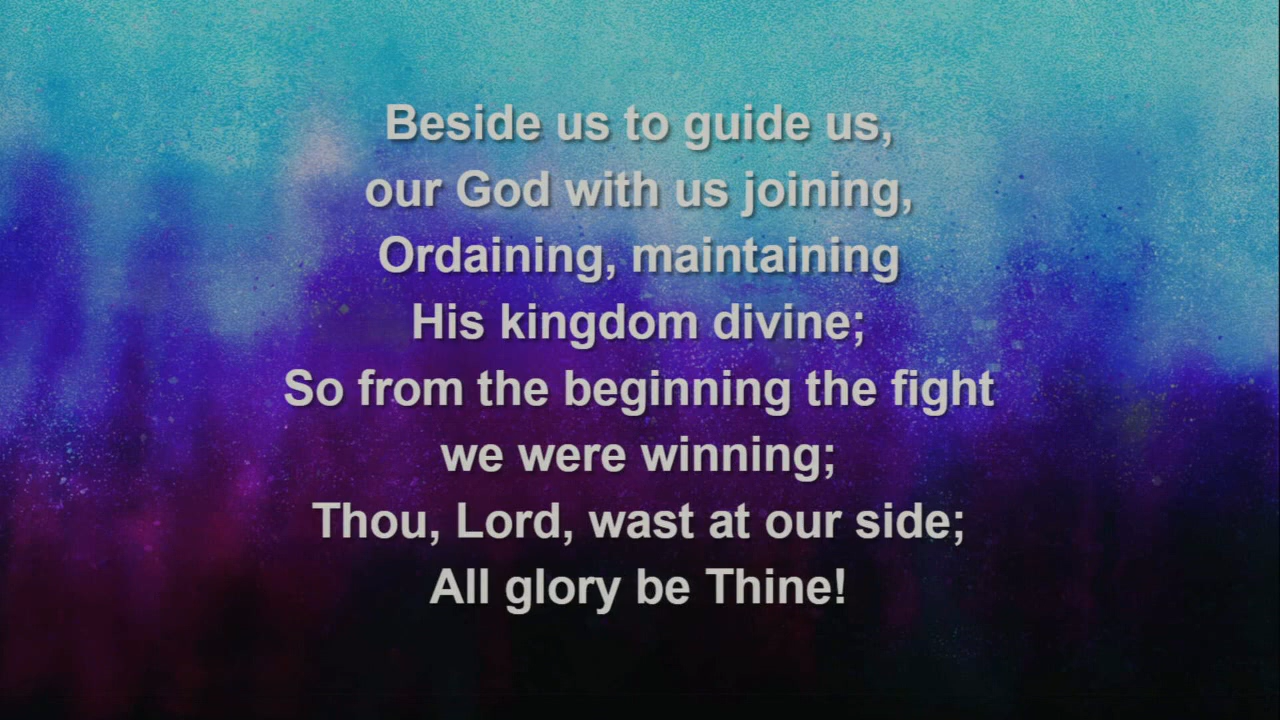 Beside us to guide us,
our God with us joining,
Ordaining, maintaining
His kingdom divine;
So from the beginning the fight
we were winning;
Thou, Lord, wast at our side;
All glory be Thine!